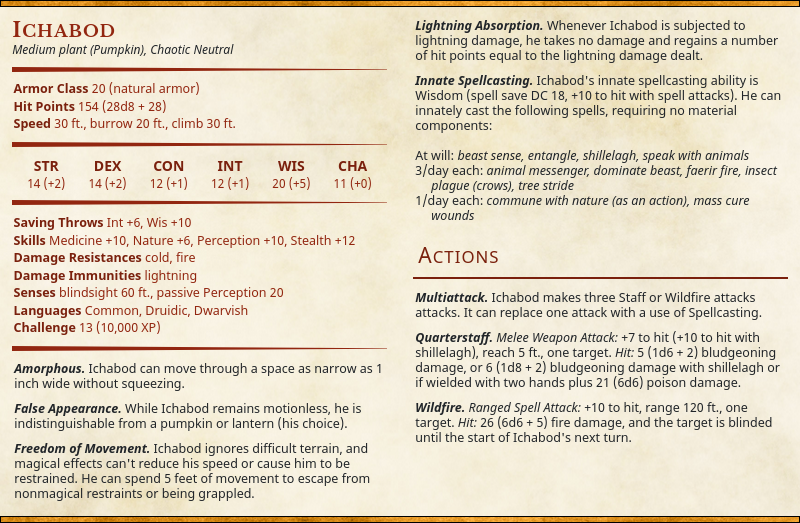 Ichabod
Medium plant (Pumpkin), Chaotic Neutral
Armor Class 20 (natural armor)
Hit Points 154 (28d8 + 28)
Speed 30 ft., burrow 20 ft., climb 30 ft.
STR DEX CON INT WIS CHA
14 (+2) 14 (+2) 12 (+1) 12 (+1) 20 (+5) 11 (+0)
Saving Throws Int +6, Wis +10
Skills Medicine +10, Nature +6, Perception +10, Stealth +12
Damage Resistances cold, fire
Damage Immunities lightning
Senses blindsight 60 ft., passive Perception 20
Languages Common, Druidic, Dwarvish
Challenge 13 (10,000 XP)
Amorphous. Ichabod can move through a space as narrow as 1
inch wide without squeezing.
False Appearance. While Ichabod remains motionless, he is
indistinguishable from a pumpkin or lantern (his choice).
Freedom of Movement. Ichabod ignores difficult terrain, and
magical effects can't reduce his speed or cause him to be
restrained. He can spend 5 feet of movement to escape from
nonmagical restraints or being grappled.
Lightning Absorption. Whenever Ichabod is subjected to
lightning damage, he takes no damage and regains a number
of hit points equal to the lightning damage dealt.
Innate Spellcasting. Ichabod's innate spellcasting ability is
Wisdom (spell save DC 18, +10 to hit with spell attacks). He can
innately cast the following spells, requiring no material
components:
At will: beast sense, entangle, shillelagh, speak with animals
3/day each: animal messenger, dominate beast, faerir fire, insect
plague (crows), tree stride
1/day each: commune with nature (as an action), mass cure
wounds
Actions
Multiattack. Ichabod makes three Staff or Wildfire attacks
attacks. It can replace one attack with a use of Spellcasting.
Quarterstaff. Melee Weapon Attack: +7 to hit (+10 to hit with
shillelagh), reach 5 ft., one target. Hit: 5 (1d6 + 2) bludgeoning
damage, or 6 (1d8 + 2) bludgeoning damage with shillelagh or
if wielded with two hands plus 21 (6d6) poison damage.
Wildfire. Ranged Spell Attack: +10 to hit, range 120 ft., one
target. Hit: 26 (6d6 + 5) fire damage, and the target is blinded
until the start of Ichabod's next turn.